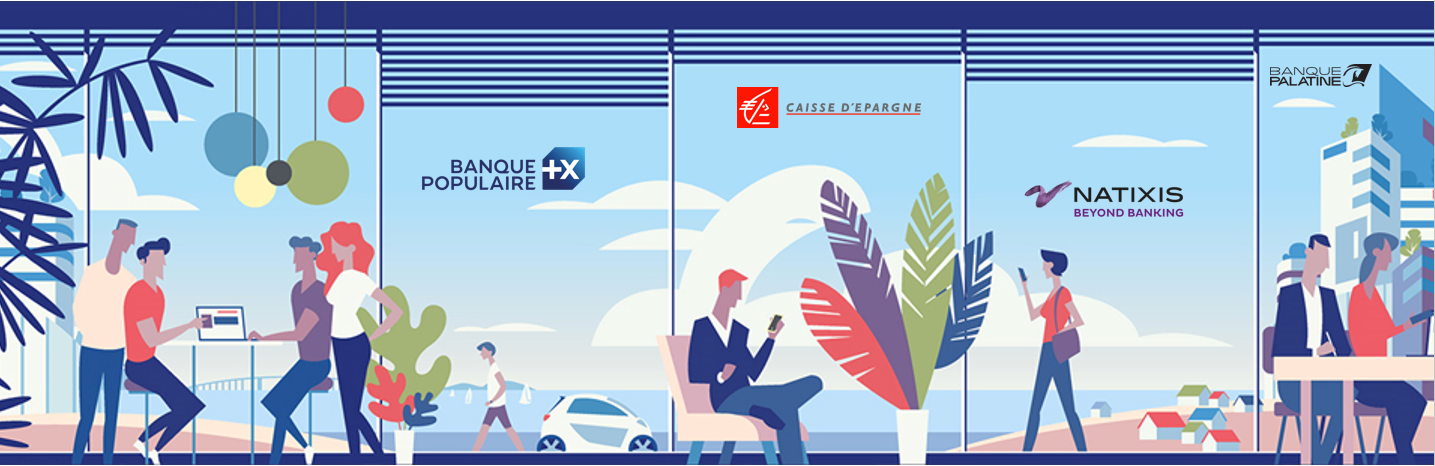 BANQUE
POPULAIRE
+X
CAISSE D'EPARGNE
NATIXIS
BEYOND BANKING
BANQUE
PALATINE